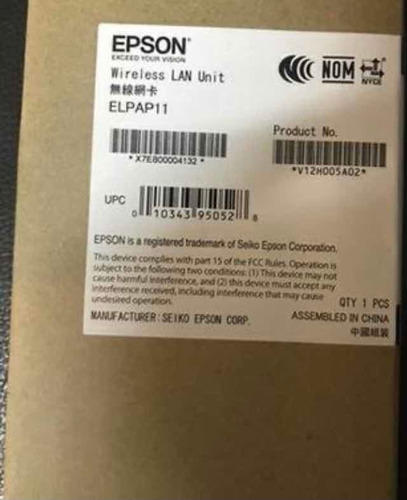 EPSON®
EXCEED YOUR VISION
Wireless LAN Unit
無線網卡
ELPAP11
NOM
NYCE
* X7E800004132 *
Product No.
*V12H005A02*
UPC
0 10343 95052 8
EPSON is a registered trademark of Seiko Epson Corporation.
This device complies with part 15 of the FCC Rules. Operation is
subject to the following two conditions: (1) This device may not
cause harmful interference, and (2) this device must accept any
interference received, including interference that may cause
undesired operation.
QTY 1 PCS
MANUFACTURER:SEIKO EPSON CORP.
ASSEMBLED IN CHINA
中國組裝